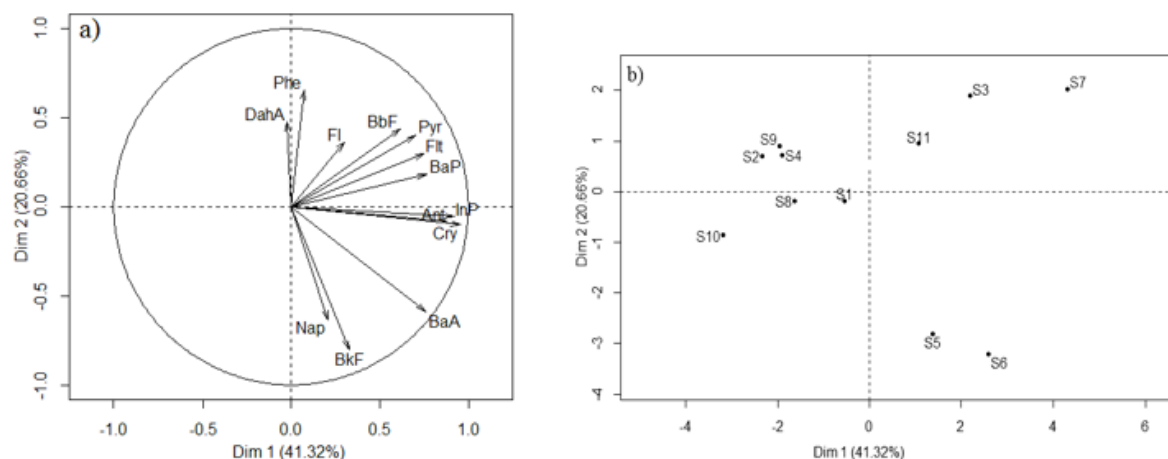 a)
1.0
0.5
0.0
-0.5
-1.0
Dim 2 (20.66%)
Phe
DahA
Fl
BbF
Pyr
Flt
BaP
InP
Ant
Cry
BaA
Nap
BkF
-1.0 -0.5 0.0 0.5 1.0
Dim 1 (41.32%)
b)
2
1
0
-1
-2
-3
-4
Dim 2 (20.66%)
S7
S3
S11
S9
S2
S4
S8
S1
S10
S5
S6
-4 -2 0 2 4 6
Dim 1 (41.32%)